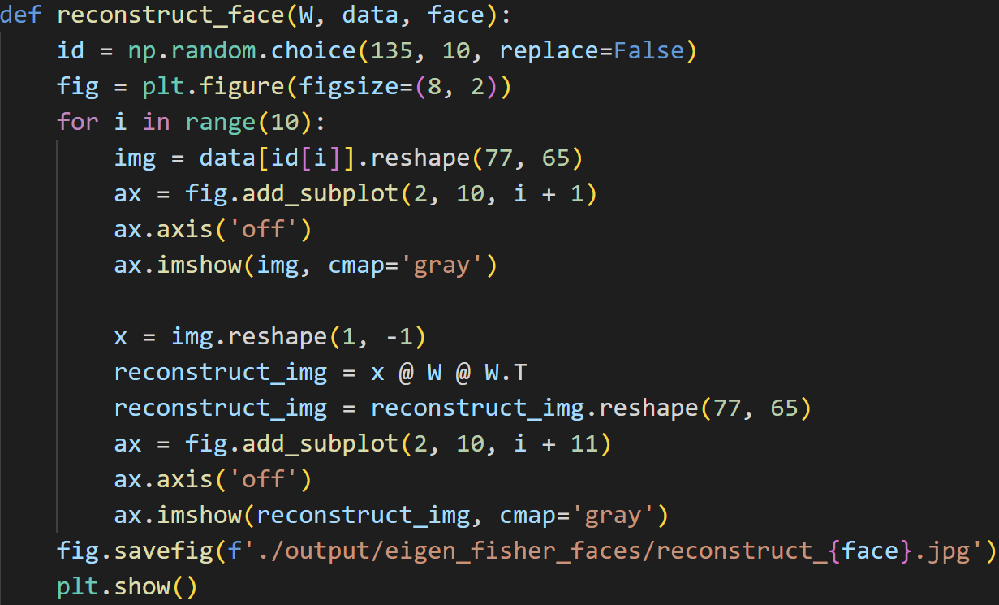 def reconstruct_face(W, data, face):
    id = np.random.choice(135, 10, replace=False)
    fig = plt.figure(figsize=(8, 2))
    for i in range(10):
        img = data[id[i]].reshape(77, 65)
        ax = fig.add_subplot(2, 10, i + 1)
        ax.axis('off')
        ax.imshow(img, cmap='gray')

        x = img.reshape(1, -1)
        reconstruct_img = x @ W @ W.T
        reconstruct_img = reconstruct_img.reshape(77, 65)
        ax = fig.add_subplot(2, 10, i + 11)
        ax.axis('off')
        ax.imshow(reconstruct_img, cmap='gray')
    fig.savefig(f'./output/eigen_fisher_faces/reconstruct_{face}.jpg')
    plt.show()